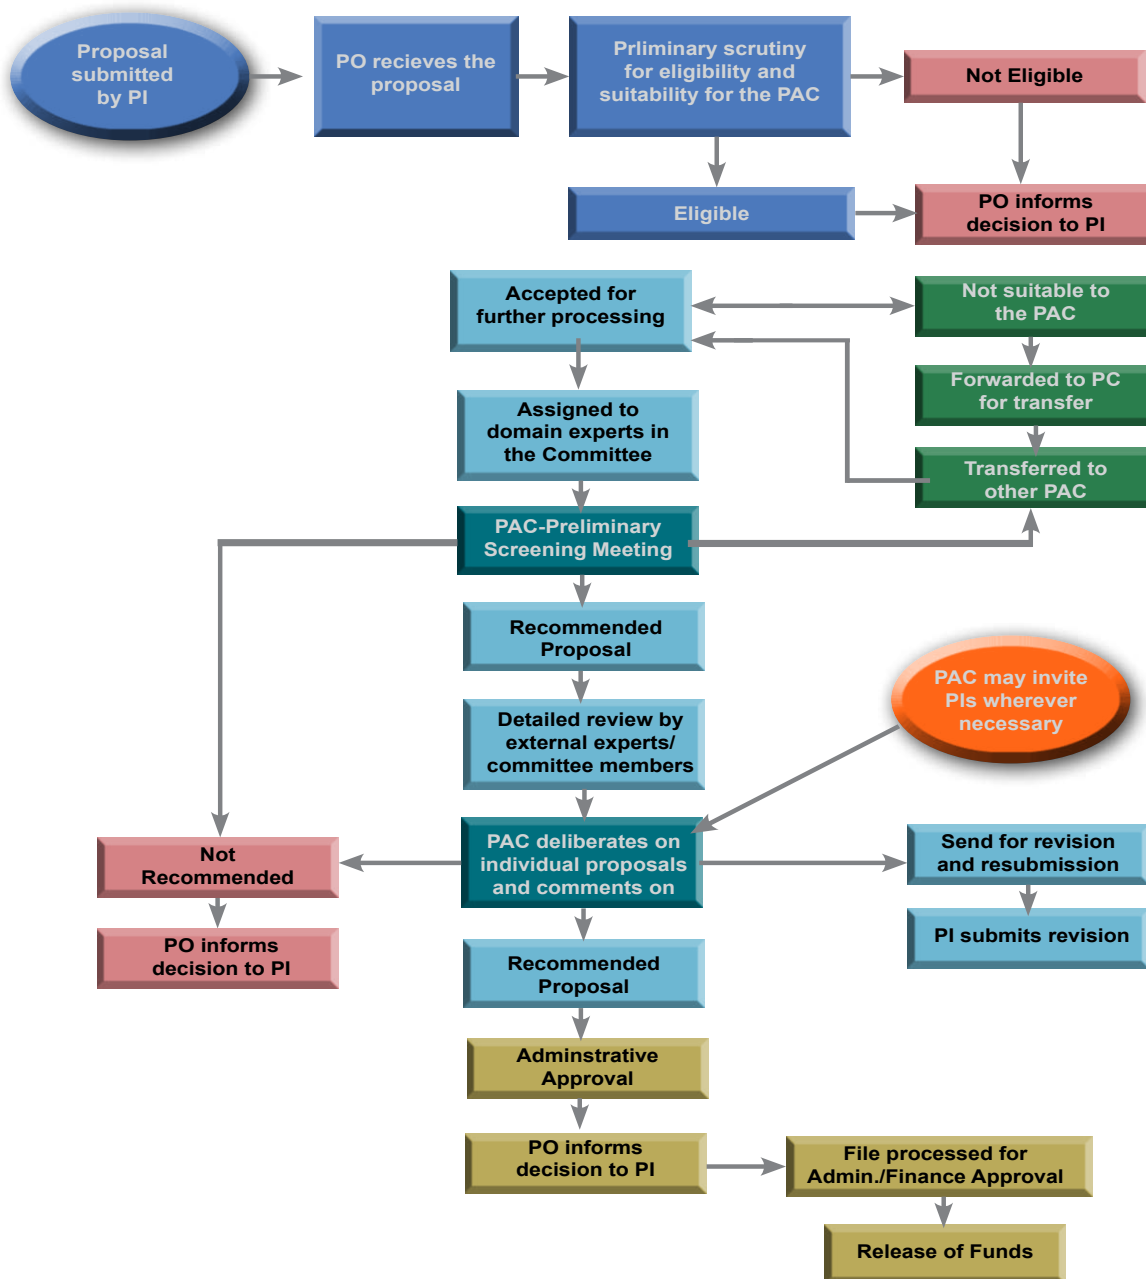 Proposal
submitted
by PI
PO recieves the
proposal
Prliminary scrutiny
for eligibility and
suitability for the PAC
Not Eligible
Eligible
PO informs
decision to PI
Accepted for
further processing
Not suitable to
the PAC
Forwarded to PC
for transfer
Assigned to
domain experts in
the Committee
Transferred to
other PAC
PAC-Preliminary
Screening Meeting
Recommended
Proposal
PAC may invite
PIs wherever
necessary
Detailed review by
external experts/
committee members
PAC deliberates on
individual proposals
and comments on
Not
Recommended
Send for revision
and resubmission
PO informs
decision to PI
PI submits revision
Recommended
Proposal
Adminstrative
Approval
PO informs
decision to PI
File processed for
Admin./Finance Approval
Release of Funds